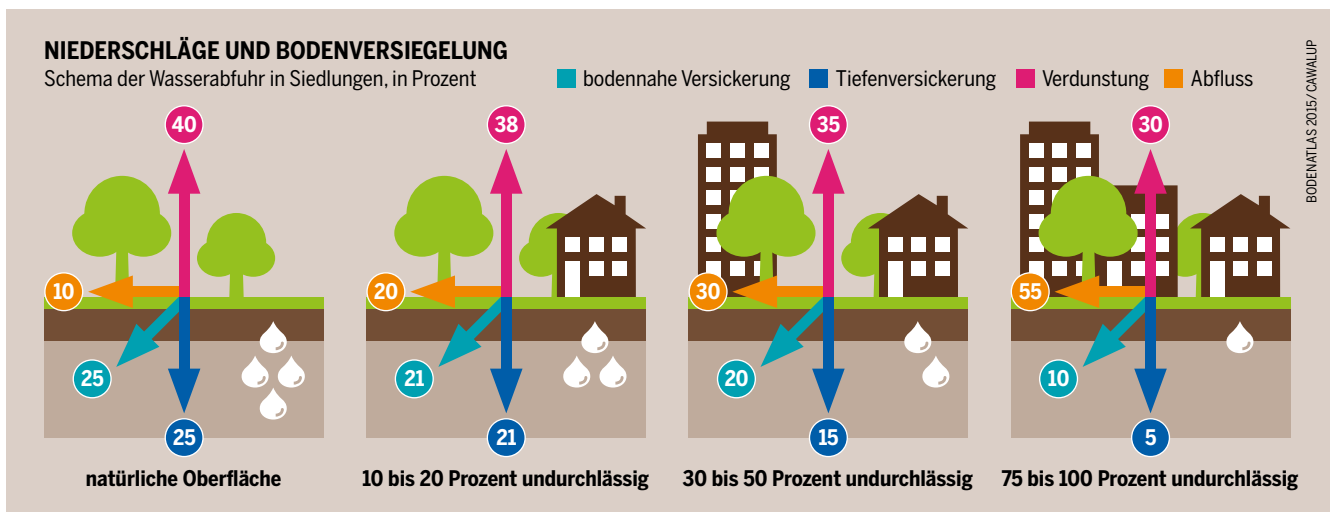 NIEDERSCHLÄGE UND BODENVERSIEGELUNG
Schema der Wasserabfuhr in Siedlungen, in Prozent
bodennahe Versickerung
Tiefenversickerung
Verdunstung
Abfluss
40
10
25
25
natürliche Oberfläche
38
20
21
21
10 bis 20 Prozent undurchlässig
35
30
20
15
30 bis 50 Prozent undurchlässig
30
55
10
5
75 bis 100 Prozent undurchlässig
BODENATLAS 2015/ CAWALUP